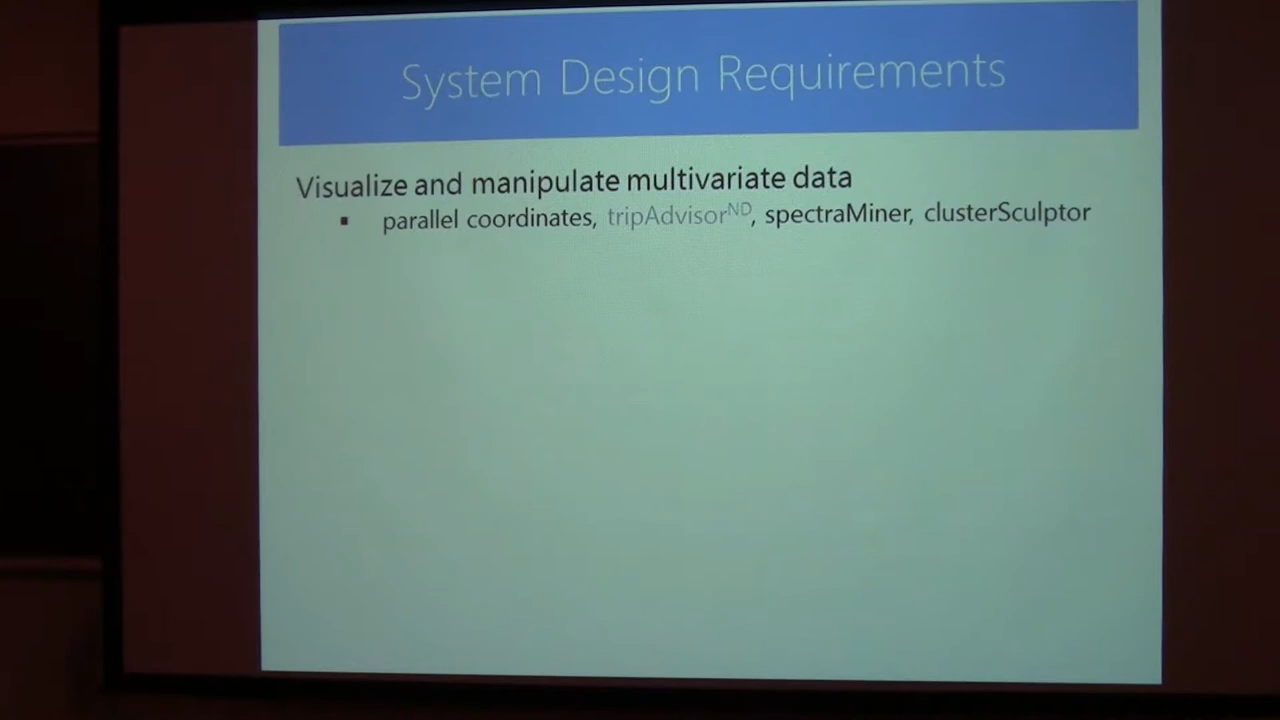 System Design Requirements
Visualize and manipulate multivariate data
▪ parallel coordinates, tripAdvisorND, spectraMiner, clusterSculptor